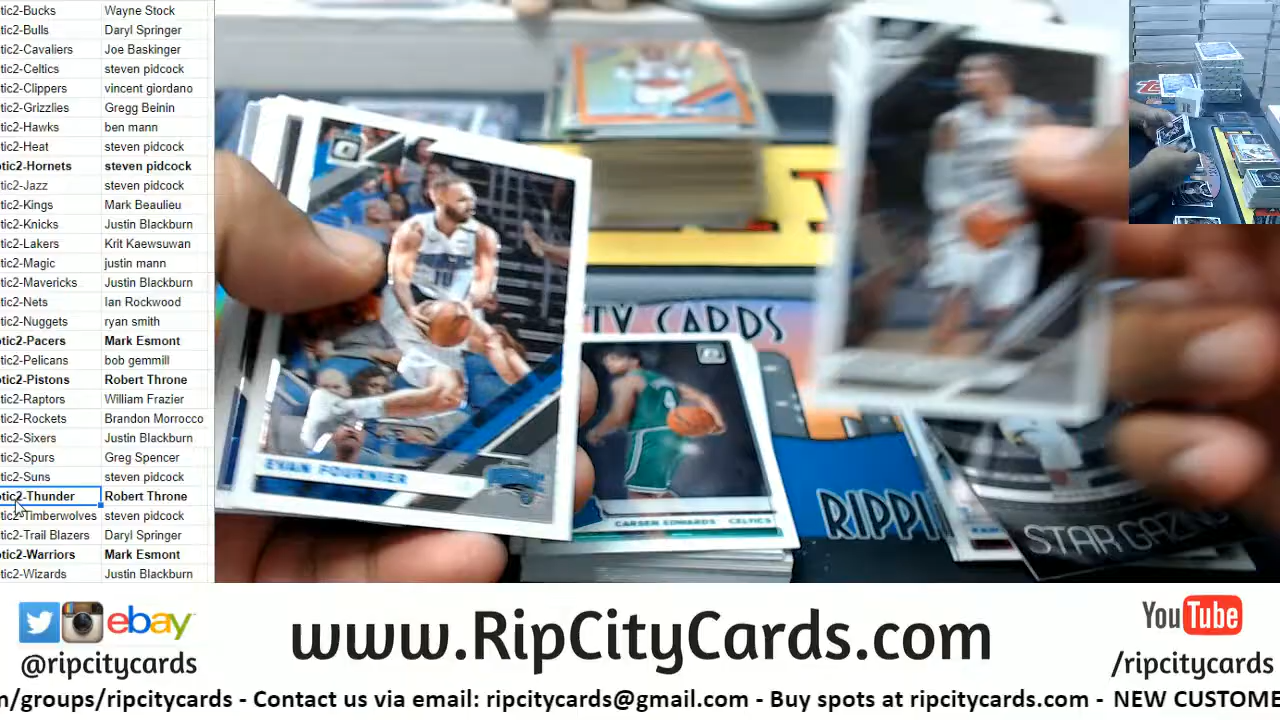 tic2-Bucks Wayne Stock
tic2-Bulls Daryl Springer
tic2-Cavaliers Joe Baskinger
tic2-Celtics steven pidcock
tic2-Clippers vincent giordano
tic2-Grizzlies Gregg Beinin
tic2-Hawks ben mann
tic2-Heat steven pidcock
otic2-Hornets steven pidcock
tic2-Jazz steven pidcock
tic2-Kings Mark Beaulieu
tic2-Knicks Justin Blackburn
tic2-Lakers Krit Kaewsuwan
tic2-Magic justin mann
tic2-Mavericks Justin Blackburn
tic2-Nets Ian Rockwood
tic2-Nuggets ryan smith
otic2-Pacers Mark Esmont
tic2-Pelicans bob gemmill
otic2-Pistons Robert Throne
tic2-Raptors William Frazier
tic2-Rockets Brandon Morrocco
tic2-Sixers Justin Blackburn
tic2-Spurs Greg Spencer
tic2-Suns steven pidcock
otic2-Thunder Robert Throne
tic2-Timberwolves steven pidcock
tic2-Trail Blazers Daryl Springer
otic2-Warriors Mark Esmont
tic2-Wizards Justin Blackburn
EVAN FOURNIER
TY CARDS
CARSEN EDWARDS CELTICS
RIPPI
STAR GAZING
ebay
@ripcitycards
www.RipCityCards.com
YouTube
/ripcitycards
m/groups/ripcitycards - Contact us via email: ripcitycards@gmail.com - Buy spots at ripcitycards.com - NEW CUSTOME